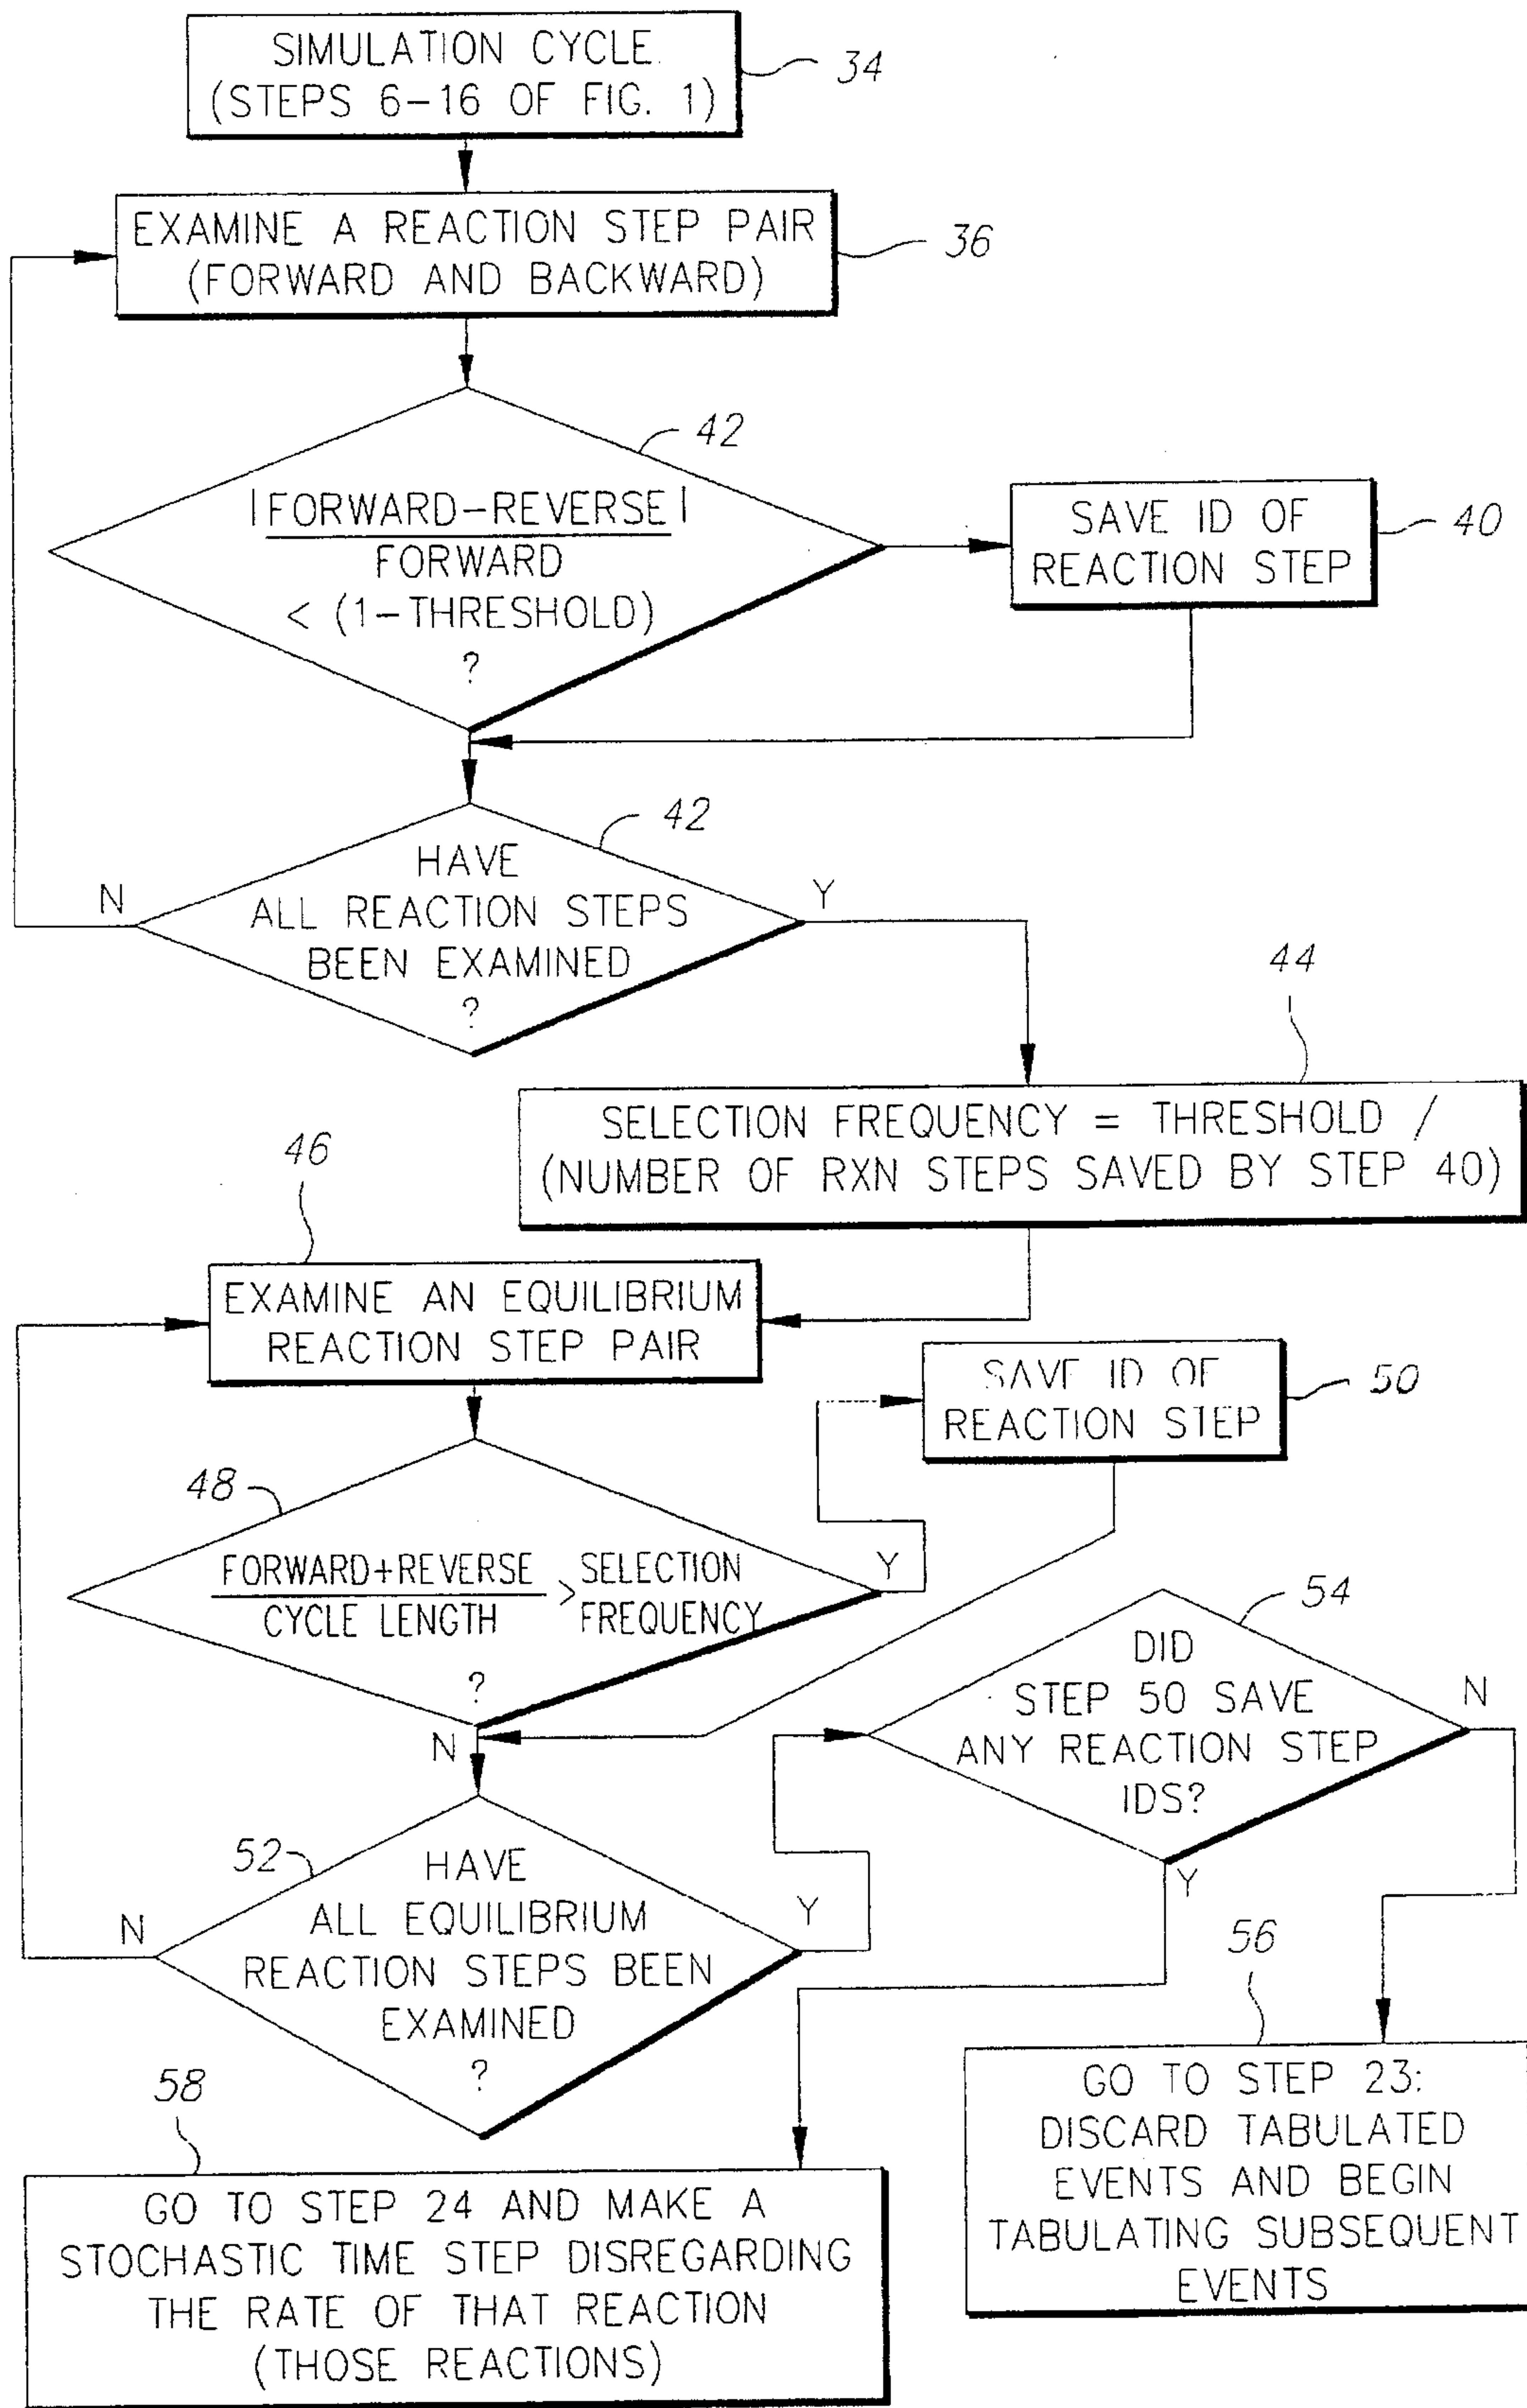 SIMULATION CYCLE
(STEPS 6-16 OF FIG. 1)
34
EXAMINE A REACTION STEP PAIR
(FORWARD AND BACKWARD)
36
42
|FORWARD-REVERSE|
FORWARD
< (1-THRESHOLD)
?
SAVE ID OF
REACTION STEP
40
42
HAVE
ALL REACTION STEPS
BEEN EXAMINED
?
N
Y
44
SELECTION FREQUENCY = THRESHOLD /
(NUMBER OF RXN STEPS SAVED BY STEP 40)
46
EXAMINE AN EQUILIBRIUM
REACTION STEP PAIR
SAVE ID OF
REACTION STEP
50
48
FORWARD+REVERSE
CYCLE LENGTH
>
SELECTION
FREQUENCY
?
Y
N
54
DID
STEP 50 SAVE
ANY REACTION STEP
IDS?
N
Y
52
HAVE
ALL EQUILIBRIUM
REACTION STEPS BEEN
EXAMINED
?
N
Y
56
GO TO STEP 23:
DISCARD TABULATED
EVENTS AND BEGIN
TABULATING SUBSEQUENT
EVENTS
58
GO TO STEP 24 AND MAKE A
STOCHASTIC TIME STEP DISREGARDING
THE RATE OF THAT REACTION
(THOSE REACTIONS)